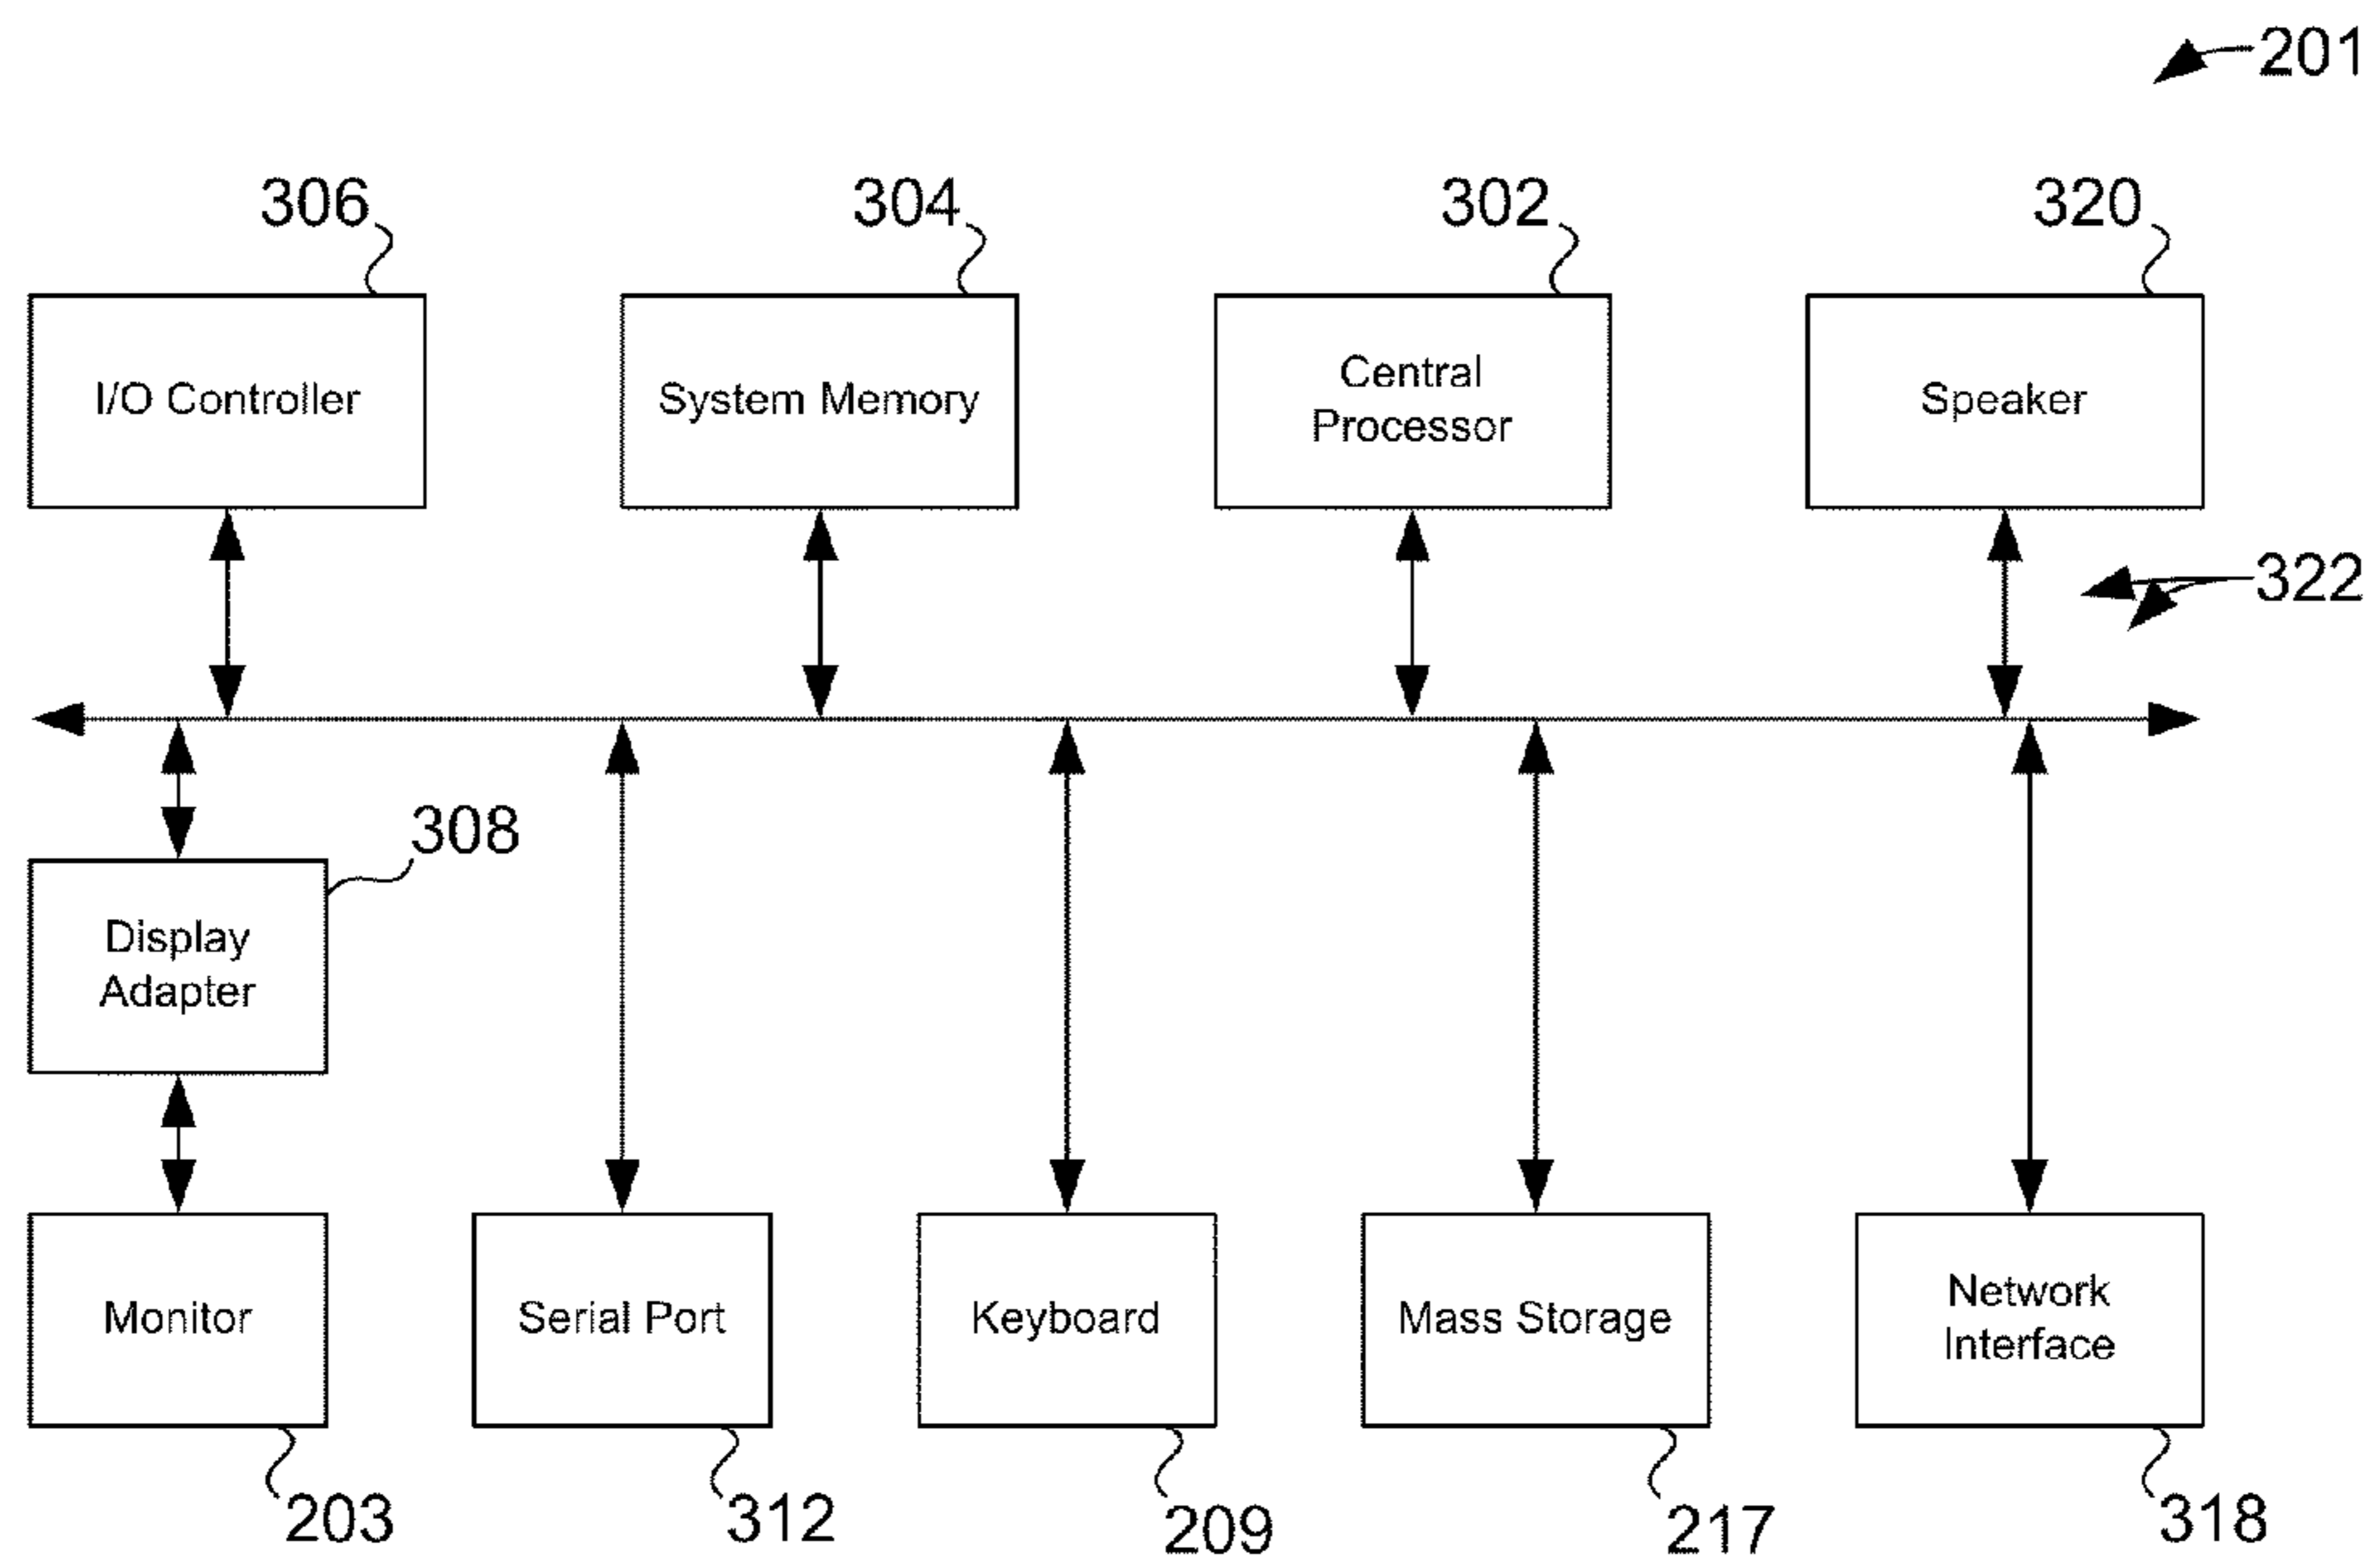 201
306
304
302
320
I/O Controller
System Memory
Central
Processor
Speaker
322
308
Display
Adapter
Monitor
Serial Port
Keyboard
Mass Storage
Network
Interface
203
312
209
217
318